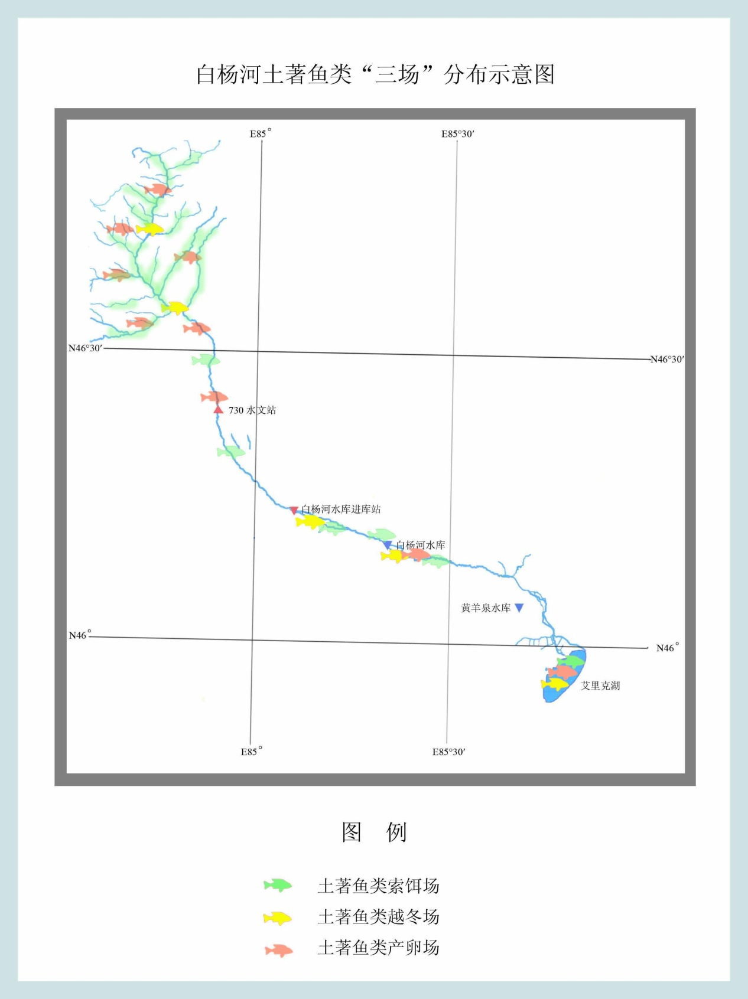 白杨河土著鱼类“三场”分布示意图
E85° E85°30′
N46°30′ N46°30′
730 水文站
白杨河水库进库站
白杨河水库
黄羊泉水库
N46° N46°
艾里克湖
E85° E85°30′
图 例
土著鱼类索饵场
土著鱼类越冬场
土著鱼类产卵场